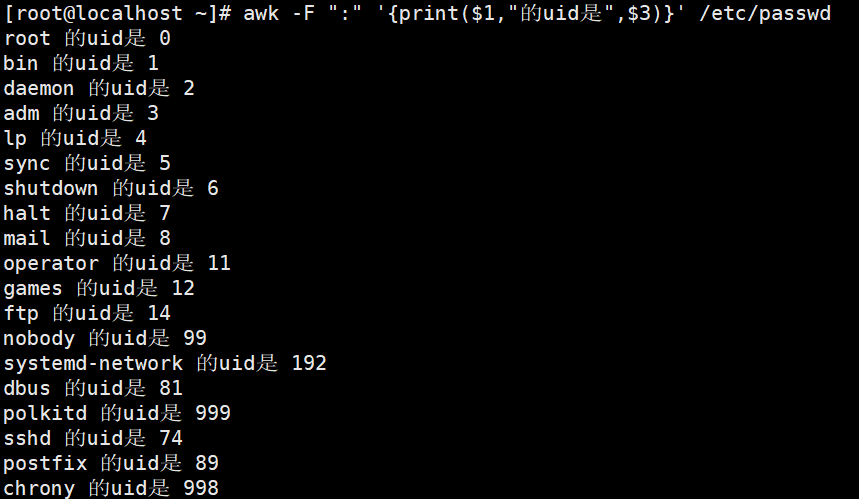 [root@localhost ~]# awk -F ":" '{print($1,"的uid是",$3)}' /etc/passwd
root 的uid是 0
bin 的uid是 1
daemon 的uid是 2
adm 的uid是 3
lp 的uid是 4
sync 的uid是 5
shutdown 的uid是 6
halt 的uid是 7
mail 的uid是 8
operator 的uid是 11
games 的uid是 12
ftp 的uid是 14
nobody 的uid是 99
systemd-network 的uid是 192
dbus 的uid是 81
polkitd 的uid是 999
sshd 的uid是 74
postfix 的uid是 89
chrony 的uid是 998